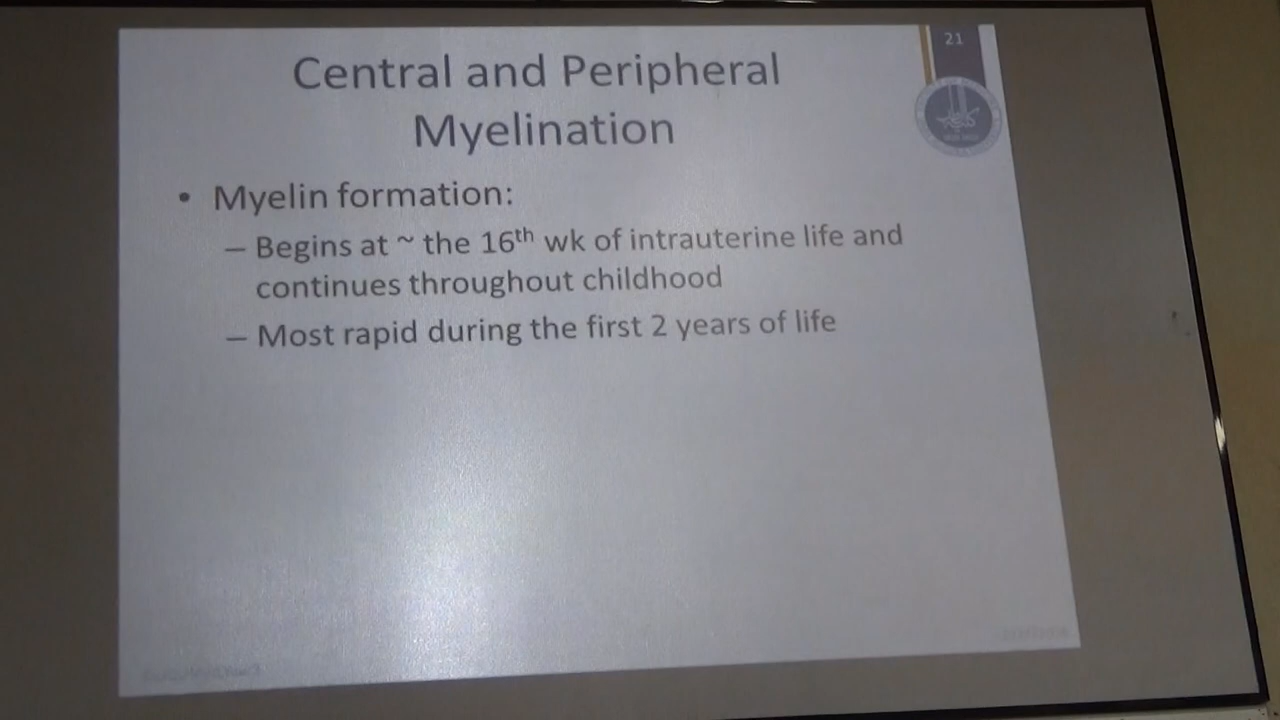 21
Central and Peripheral
Myelination
• Myelin formation:
– Begins at ~ the 16th wk of intrauterine life and
continues throughout childhood
– Most rapid during the first 2 years of life